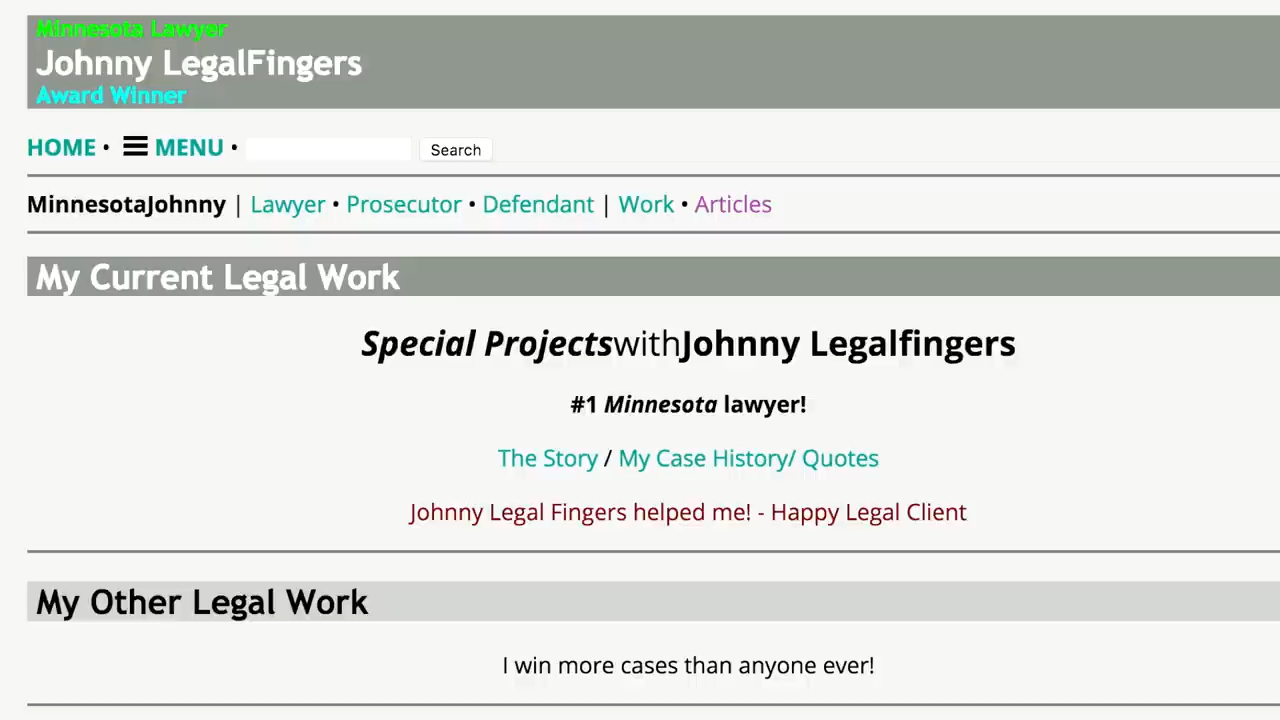 Minnesota Lawyer
Johnny LegalFingers
Award Winner
HOME • ☰ MENU • Search
MinnesotaJohnny | Lawyer • Prosecutor • Defendant | Work • Articles
My Current Legal Work
Special ProjectswithJohnny Legalfingers
#1 Minnesota lawyer!
The Story / My Case History/ Quotes
Johnny Legal Fingers helped me! - Happy Legal Client
My Other Legal Work
I win more cases than anyone ever!